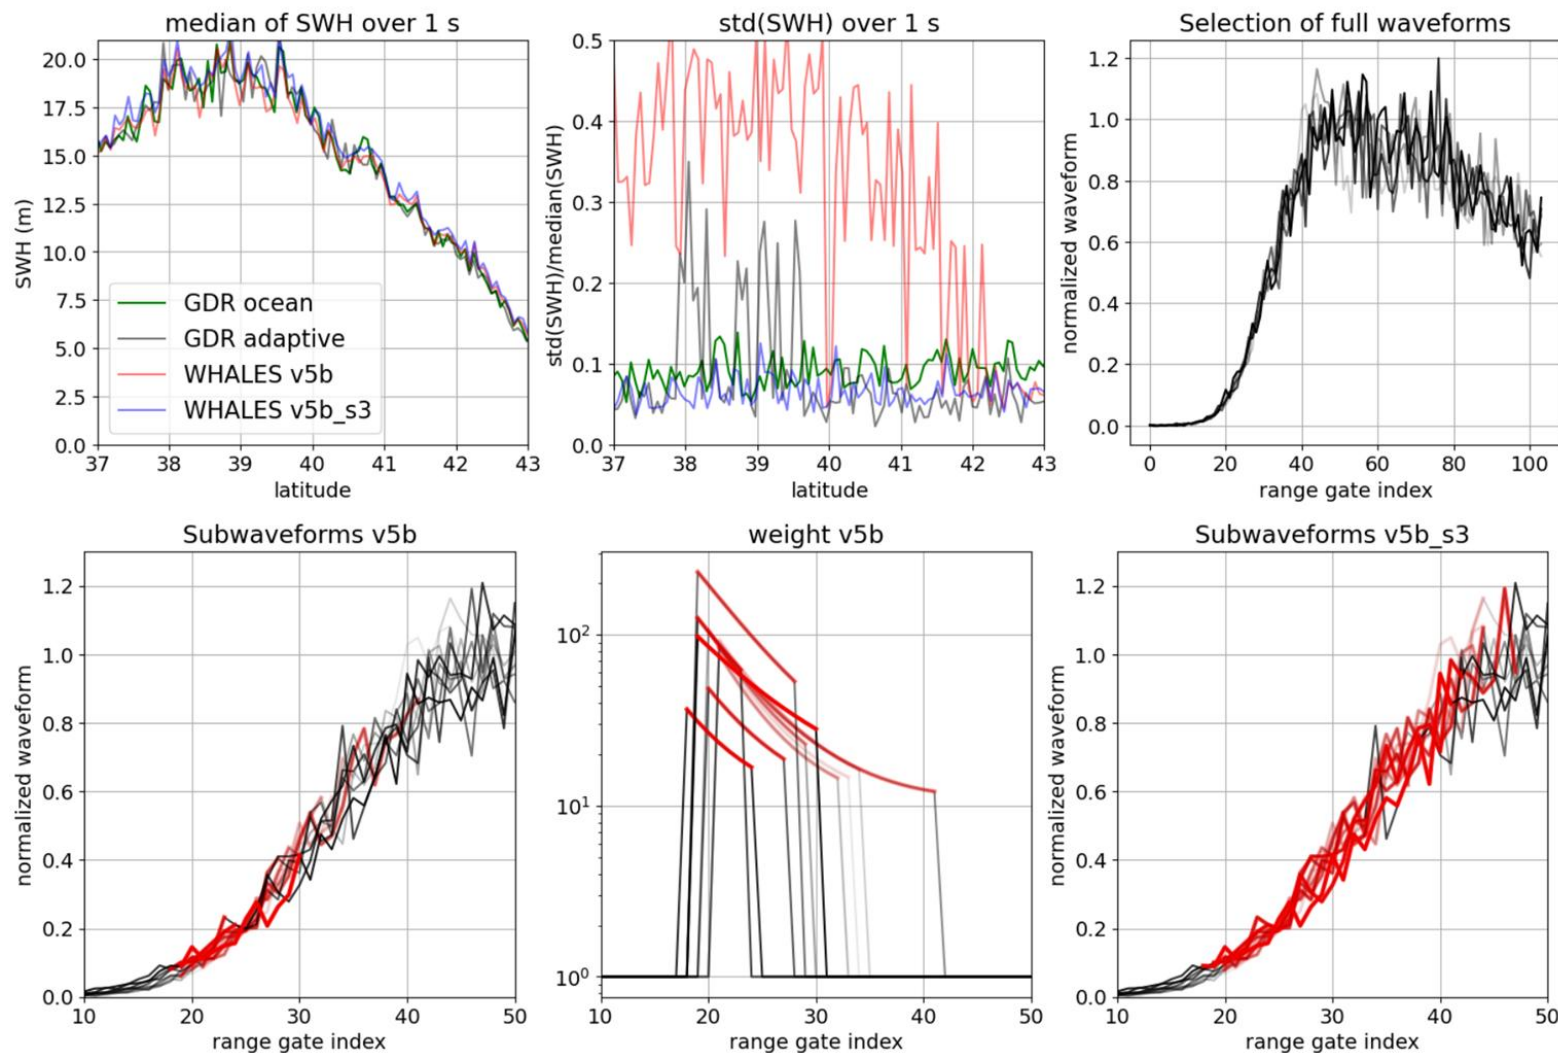 median of SWH over 1 s
SWH (m)
20.0
17.5
15.0
12.5
10.0
7.5
5.0
2.5
0.0
GDR ocean
GDR adaptive
WHALES v5b
WHALES v5b_s3
37 38 39 40 41 42 43
latitude
std(SWH) over 1 s
std(SWH)/median(SWH)
0.5
0.4
0.3
0.2
0.1
0.0
37 38 39 40 41 42 43
latitude
Selection of full waveforms
normalized waveform
1.2
1.0
0.8
0.6
0.4
0.2
0.0
0 20 40 60 80 100
range gate index
Subwaveforms v5b
normalized waveform
1.2
1.0
0.8
0.6
0.4
0.2
0.0
10 20 30 40 50
range gate index
weight v5b
10²
10¹
10⁰
10 20 30 40 50
range gate index
Subwaveforms v5b_s3
normalized waveform
1.2
1.0
0.8
0.6
0.4
0.2
0.0
10 20 30 40 50
range gate index